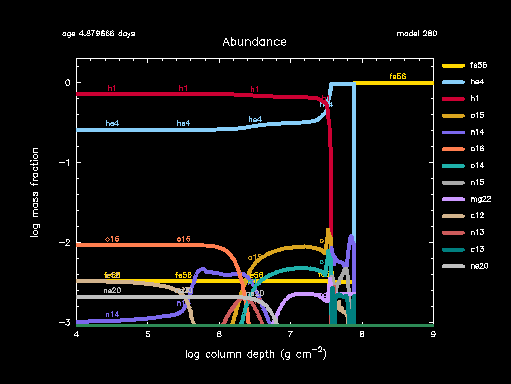 age 4.879666 days
model 280
Abundance
log mass fraction
0
−1
−2
−3
4
5
6
7
8
9
log column depth (g cm⁻²)
h1
h1
h1
he4
he4
he4
fe56
o16
o16
o15
fe56
fe56
fe56
ne20
ne20
n14
fe56
he4
h1
o15
n14
o16
o14
n15
mg22
c12
n13
c13
ne20